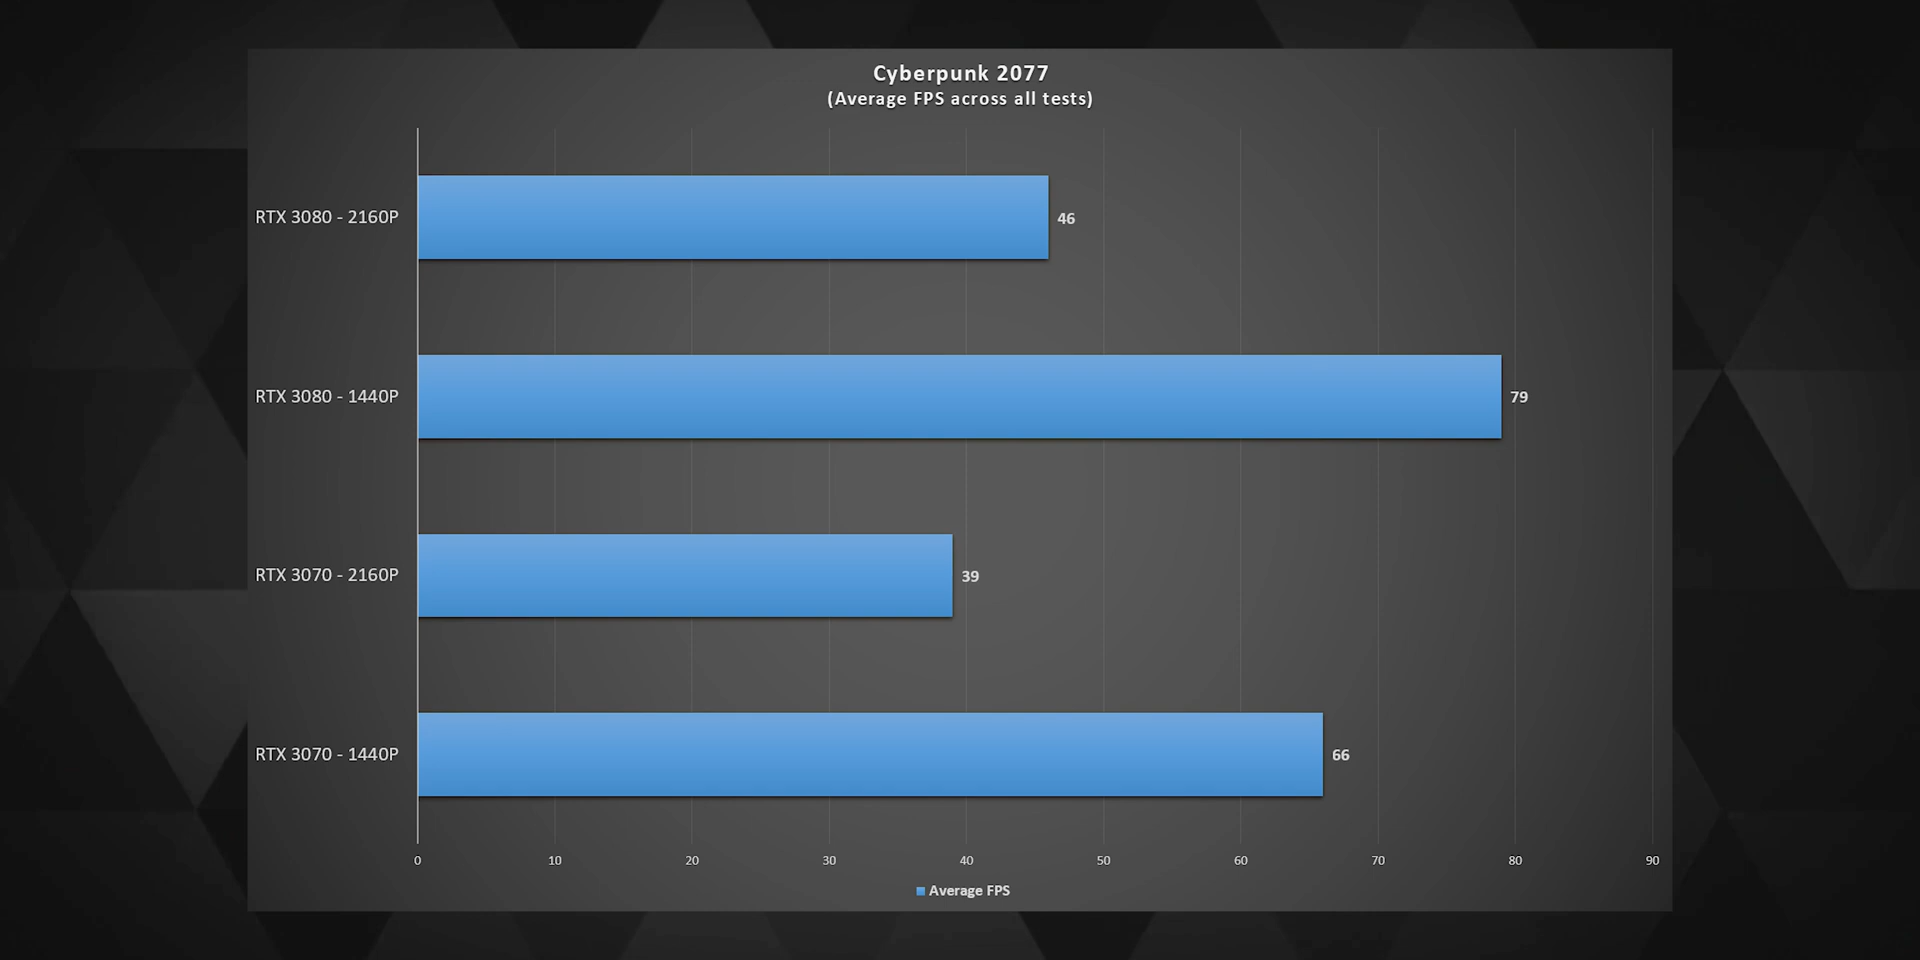 Cyberpunk 2077
(Average FPS across all tests)
RTX 3080 - 2160P
46
RTX 3080 - 1440P
79
RTX 3070 - 2160P
39
RTX 3070 - 1440P
66
0 10 20 30 40 50 60 70 80 90
Average FPS